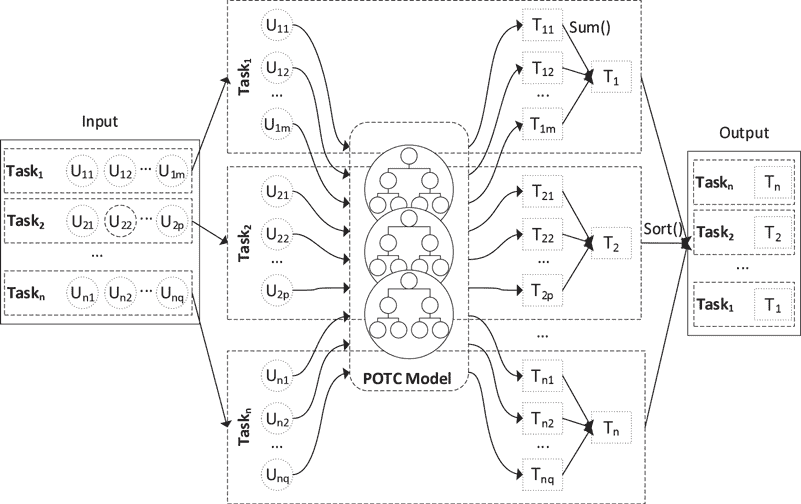 Input
Task₁ U₁₁ U₁₂ ... U₁ₘ
Task₂ U₂₁ U₂₂ ... U₂ₚ
...
Taskₙ Uₙ₁ Uₙ₂ ... Uₙq
Task₁
U₁₁
U₁₂
...
U₁ₘ
Task₂
U₂₁
U₂₂
...
U₂ₚ
Taskₙ
Uₙ₁
Uₙ₂
...
Uₙq
POTC Model
T₁₁
T₁₂
...
T₁ₘ
Sum()
T₁
T₂₁
T₂₂
...
T₂ₚ
T₂
...
Tₙ₁
Tₙ₂
...
Tₙq
Tₙ
Sort()
Output
Taskₙ Tₙ
Task₂ T₂
...
Task₁ T₁